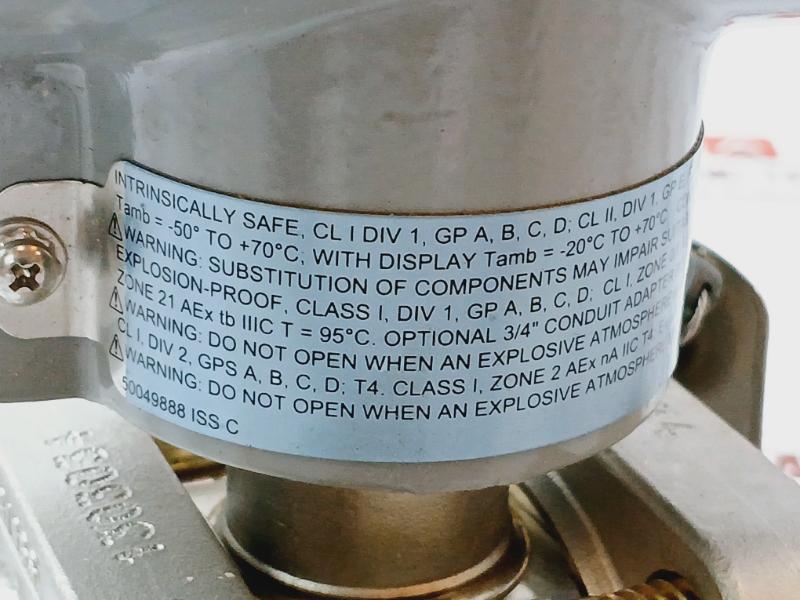 INTRINSICALLY SAFE, CL I DIV 1, GP A, B, C, D; CL II, DIV 1. GP
Tamb = -50° TO +70°C, WITH DISPLAY Tamb = -20°C TO +70°C
⚠WARNING: SUBSTITUTION OF COMPONENTS MAY IMPAIR
EXPLOSION-PROOF, CLASS I, DIV 1, GP A, B, C, D; CL I, ZONE
ZONE 21 AEx tb IIIC T = 95°C. OPTIONAL 3/4" CONDUIT ADAPTER
⚠WARNING: DO NOT OPEN WHEN AN EXPLOSIVE ATMOSPHERE
CL I, DIV 2, GPS A, B, C, D; T4. CLASS I, ZONE 2 AEx nA IIC T4.
⚠WARNING: DO NOT OPEN WHEN AN EXPLOSIVE ATMOSPHERE
50049888 ISS C